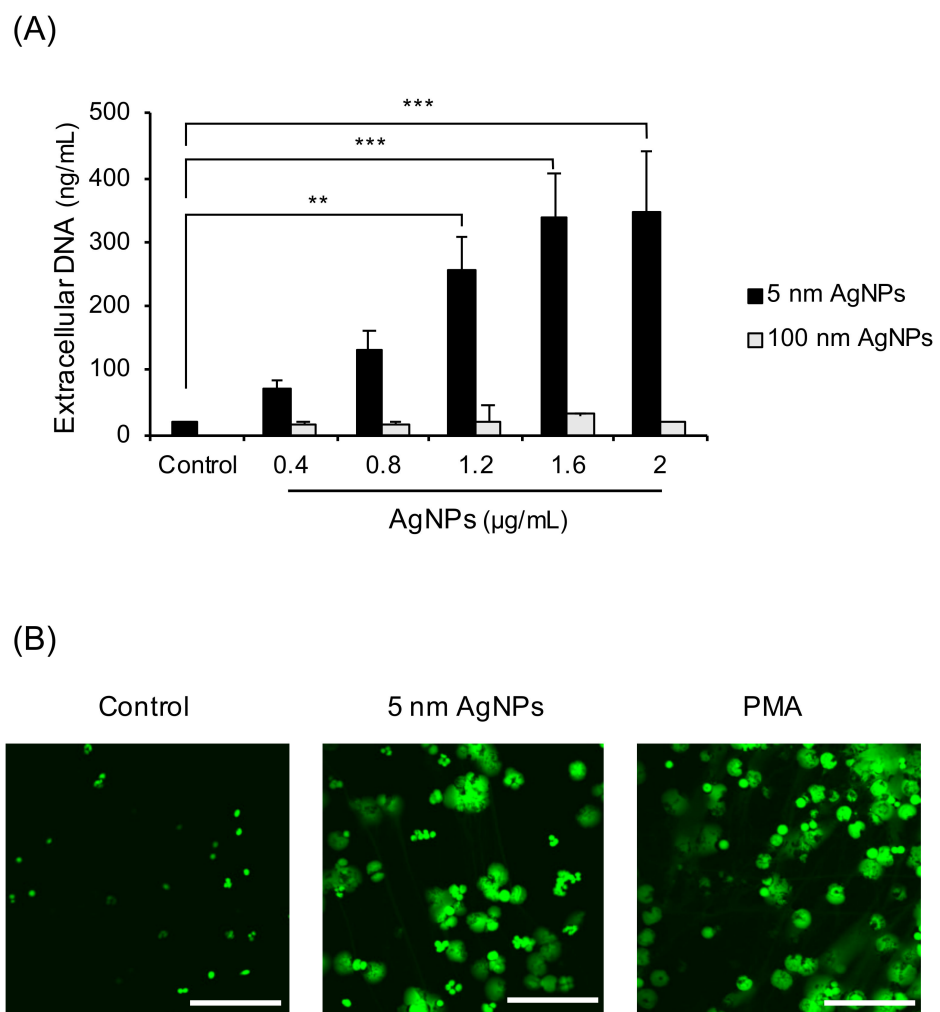 (A)
500
400
300
200
100
0
Extracellular DNA (ng/mL)
***
***
**
Control 0.4 0.8 1.2 1.6 2
AgNPs (µg/mL)
5 nm AgNPs
100 nm AgNPs
(B)
Control 5 nm AgNPs PMA